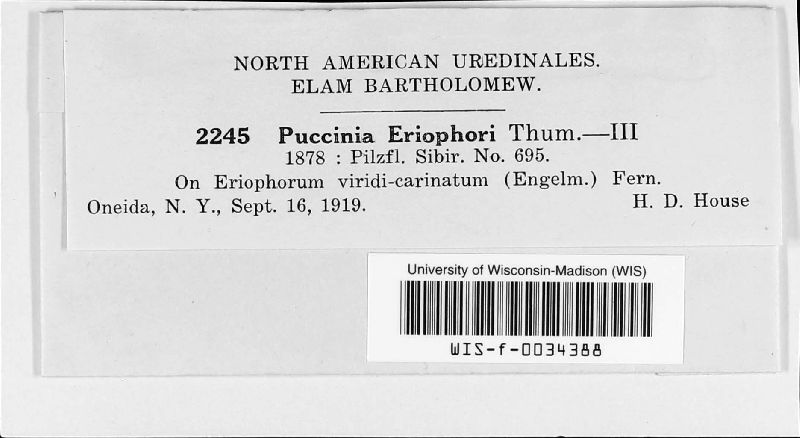 NORTH AMERICAN UREDINALES.
ELAM BARTHOLOMEW.
2245 Puccinia Eriophori Thum.—III
1878 : Pilzfl. Sibir. No. 695.
On Eriophorum viridi-carinatum (Engelm.) Fern.
Oneida, N. Y., Sept. 16, 1919. H. D. House
University of Wisconsin-Madison (WIS)
WIS-f-0034388